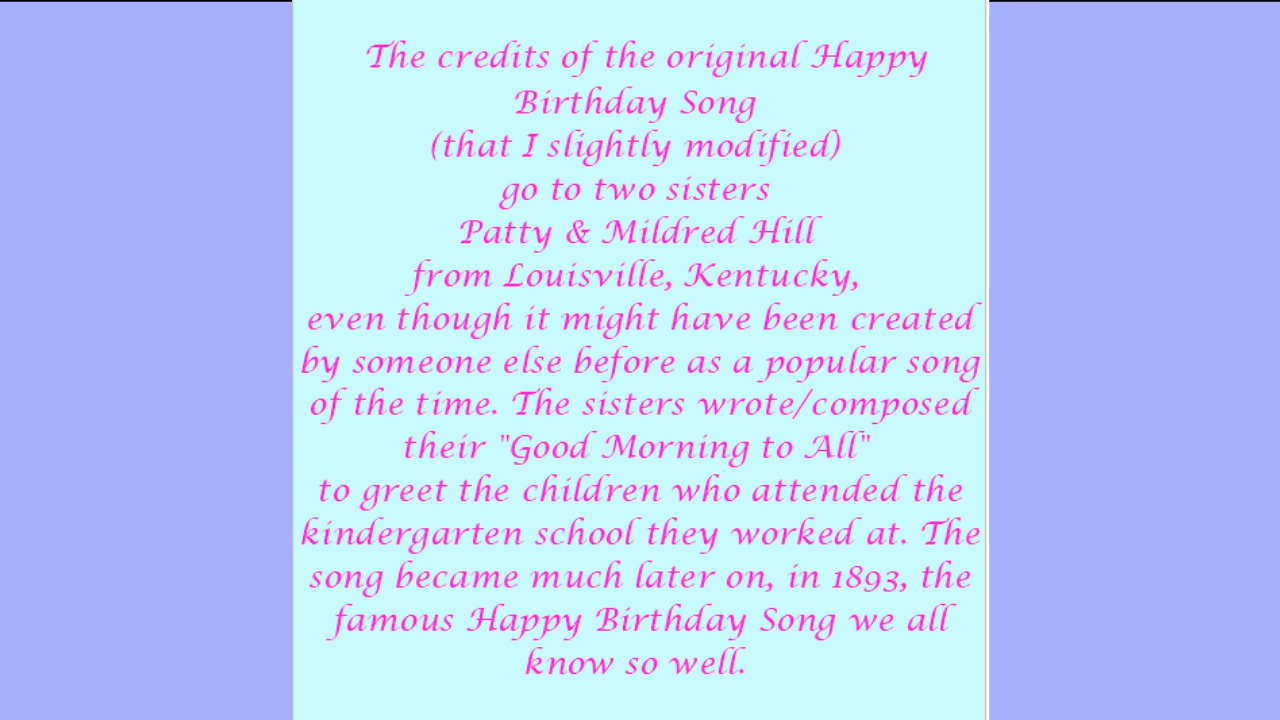 The credits of the original Happy
Birthday Song
(that I slightly modified)
go to two sisters
Patty & Mildred Hill
from Louisville, Kentucky,
even though it might have been created
by someone else before as a popular song
of the time. The sisters wrote/composed
their "Good Morning to All"
to greet the children who attended the
kindergarten school they worked at. The
song became much later on, in 1893, the
famous Happy Birthday Song we all
know so well.